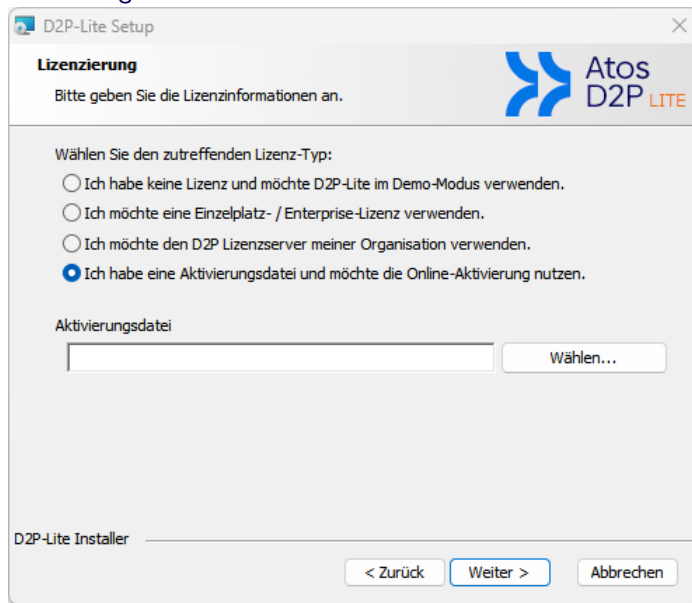 D2P-Lite Setup
Lizenzierung
Bitte geben Sie die Lizenzinformationen an.
Atos
D2P LITE
Wählen Sie den zutreffenden Lizenz-Typ:
Ich habe keine Lizenz und möchte D2P-Lite im Demo-Modus verwenden.
Ich möchte eine Einzelplatz- / Enterprise-Lizenz verwenden.
Ich möchte den D2P Lizenzserver meiner Organisation verwenden.
Ich habe eine Aktivierungsdatei und möchte die Online-Aktivierung nutzen.
Aktivierungsdatei
Wählen...
D2P-Lite Installer
< Zurück Weiter > Abbrechen